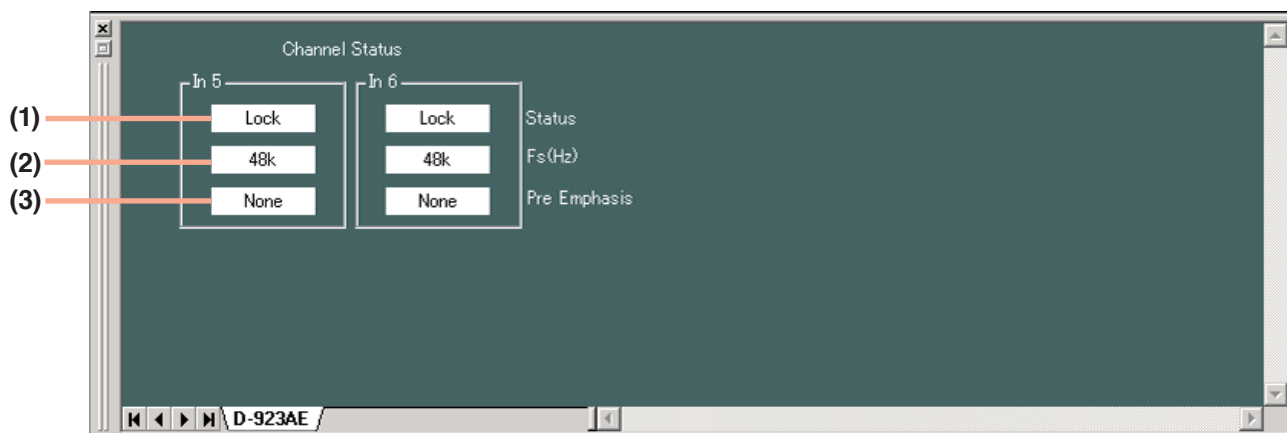 Channel Status
In 5 In 6
(1) Lock Lock Status
(2) 48k 48k Fs(Hz)
(3) None None Pre Emphasis
D-923AE